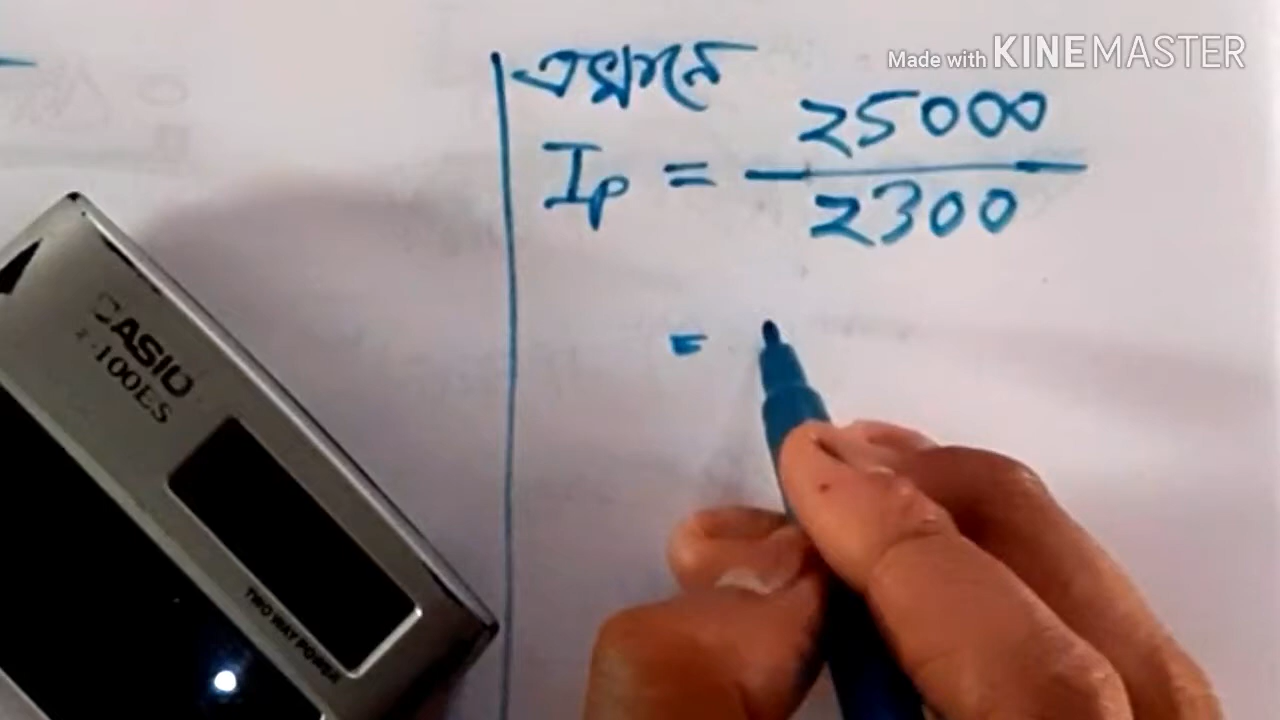 Made with KINEMASTER
এখানে
Ip = 25000 / 2300
=
CASIO
-100ES
TWO WAY POWER